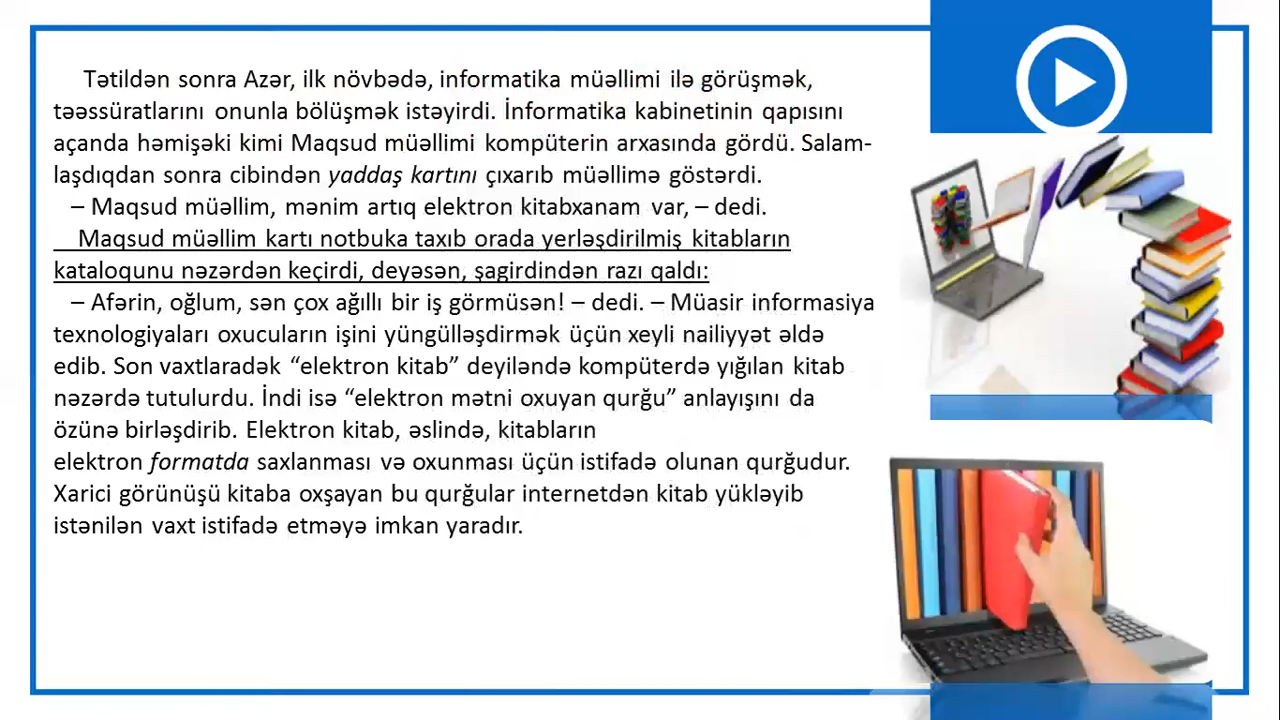 Tətildən sonra Azər, ilk növbədə, informatika müəllimi ilə görüşmək,
təəssüratlarını onunla bölüşmək istəyirdi. İnformatika kabinetinin qapısını
açanda həmişəki kimi Maqsud müəllimi kompüterin arxasında gördü. Salam-
laşdıqdan sonra cibindən yaddaş kartını çıxarıb müəllimə göstərdi.
– Maqsud müəllim, mənim artıq elektron kitabxanam var, – dedi.
Maqsud müəllim kartı notbuka taxıb orada yerləşdirilmiş kitabların
kataloqunu nəzərdən keçirdi, deyəsən, şagirdindən razı qaldı:
– Afərin, oğlum, sən çox ağıllı bir iş görmüsən! – dedi. – Müasir informasiya
texnologiyaları oxucuların işini yüngülləşdirmək üçün xeyli nailiyyət əldə
edib. Son vaxtlaradək “elektron kitab” deyiləndə kompüterdə yığılan kitab
nəzərdə tutulurdu. İndi isə “elektron mətni oxuyan qurğu” anlayışını da
özünə birləşdirib. Elektron kitab, əslində, kitabların
elektron formatda saxlanması və oxunması üçün istifadə olunan qurğudur.
Xarici görünüşü kitaba oxşayan bu qurğular internetdən kitab yükləyib
istənilən vaxt istifadə etməyə imkan yaradır.